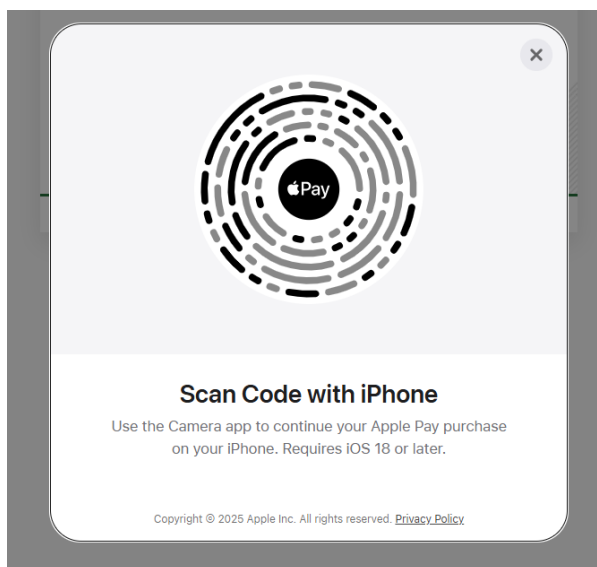 Pay
Scan Code with iPhone
Use the Camera app to continue your Apple Pay purchase
on your iPhone. Requires iOS 18 or later.
Copyright © 2025 Apple Inc. All rights reserved. Privacy Policy